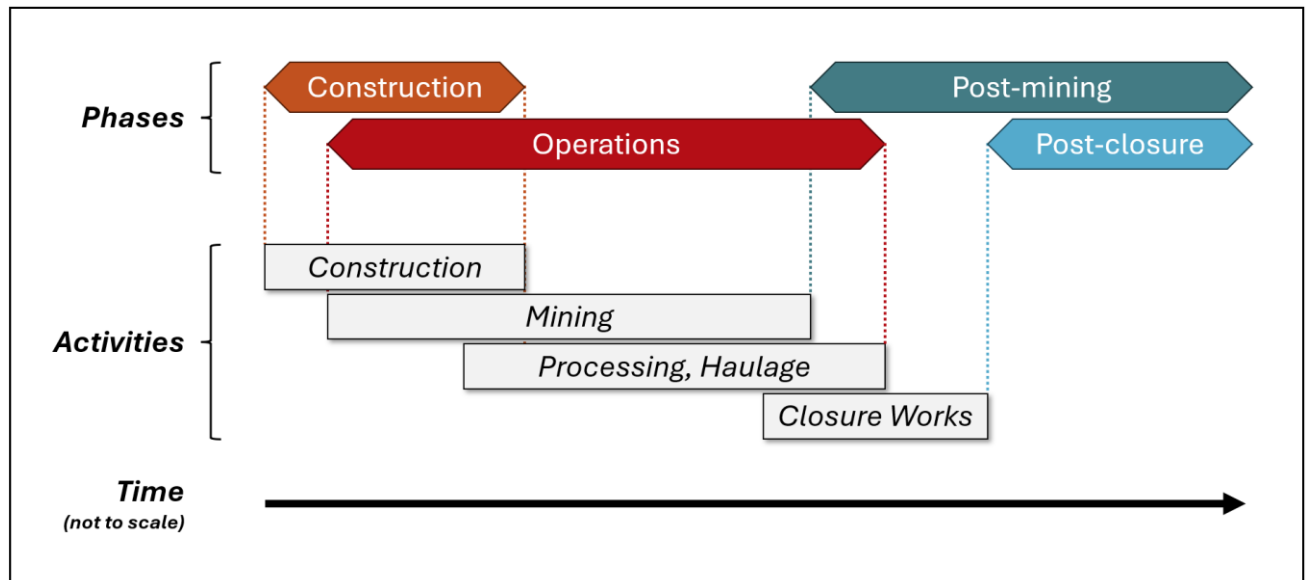 Phases
Construction
Post-mining
Operations
Post-closure
Activities
Construction
Mining
Processing, Haulage
Closure Works
Time
(not to scale)